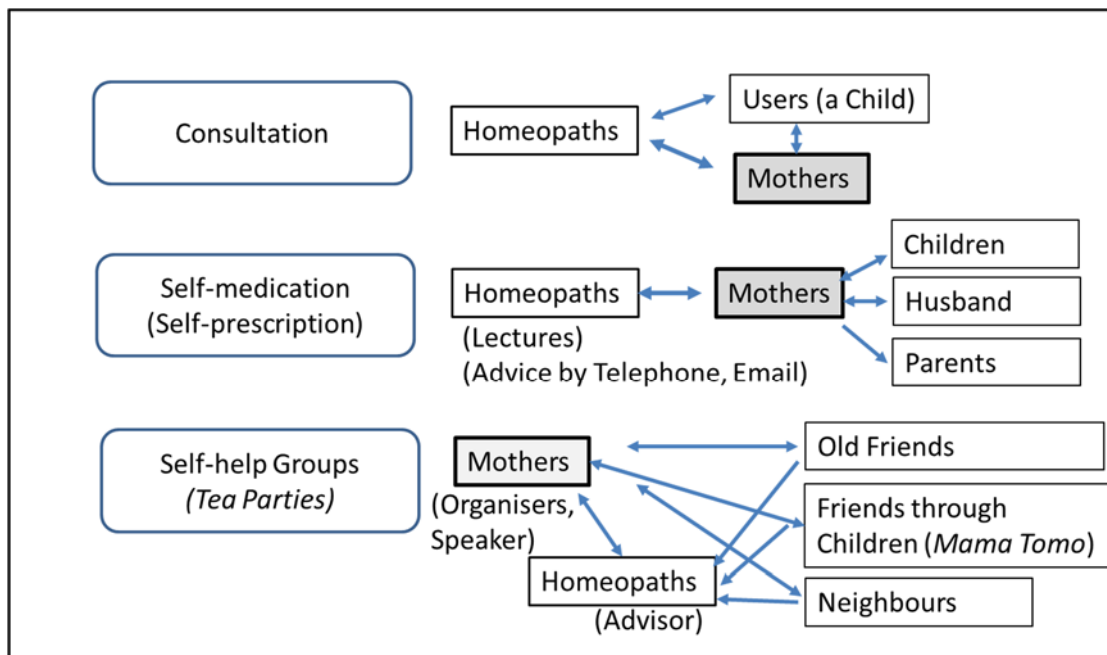 Consultation
Homeopaths
Users (a Child)
Mothers
Self-medication
(Self-prescription)
Homeopaths
(Lectures)
(Advice by Telephone, Email)
Mothers
Children
Husband
Parents
Self-help Groups
(Tea Parties)
Mothers
(Organisers,
Speaker)
Homeopaths
(Advisor)
Old Friends
Friends through
Children (Mama Tomo)
Neighbours